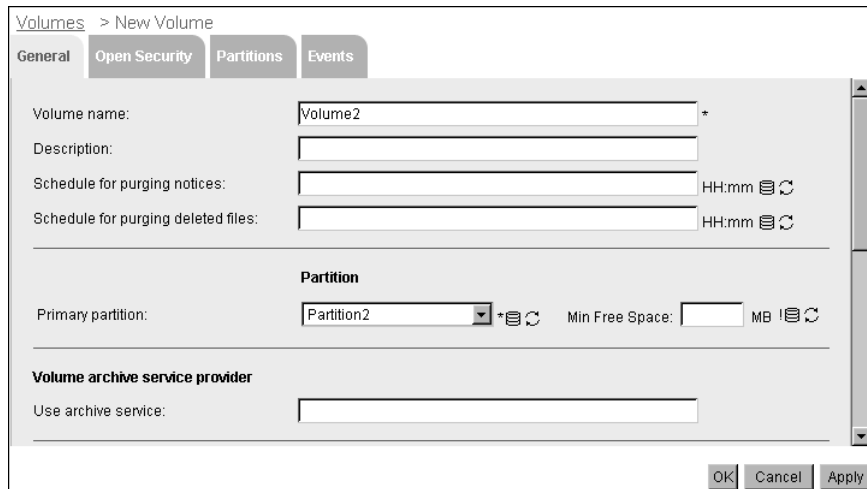 Volumes > New Volume
General Open Security Partitions Events
Volume name: Volume2 *
Description:
Schedule for purging notices: HH:mm
Schedule for purging deleted files: HH:mm
Partition
Primary partition: Partition2 * Min Free Space: MB !
Volume archive service provider
Use archive service:
OK Cancel Apply